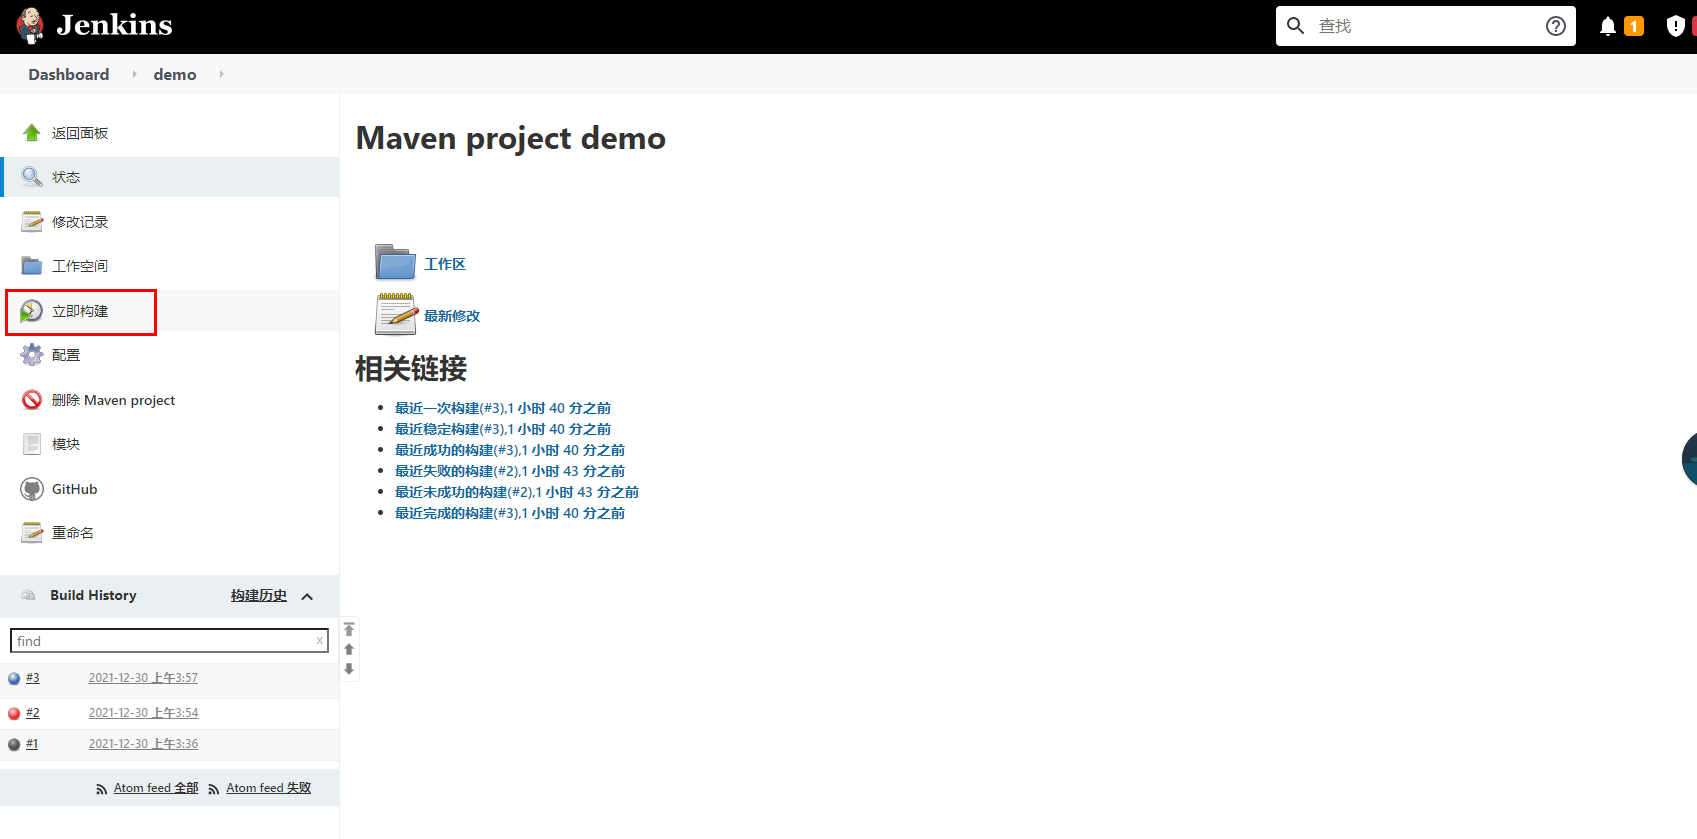 Jenkins
查找
1
Dashboard
demo
返回面板
状态
修改记录
工作空间
立即构建
配置
删除 Maven project
模块
GitHub
重命名
Build History
构建历史
find
x
#3
2021-12-30 上午3:57
#2
2021-12-30 上午3:54
#1
2021-12-30 上午3:36
Atom feed 全部
Atom feed 失败
Maven project demo
工作区
最新修改
相关链接
最近一次构建(#3),1 小时 40 分之前
最近稳定构建(#3),1 小时 40 分之前
最近成功的构建(#3),1 小时 40 分之前
最近失败的构建(#2),1 小时 43 分之前
最近未成功的构建(#2),1 小时 43 分之前
最近完成的构建(#3),1 小时 40 分之前